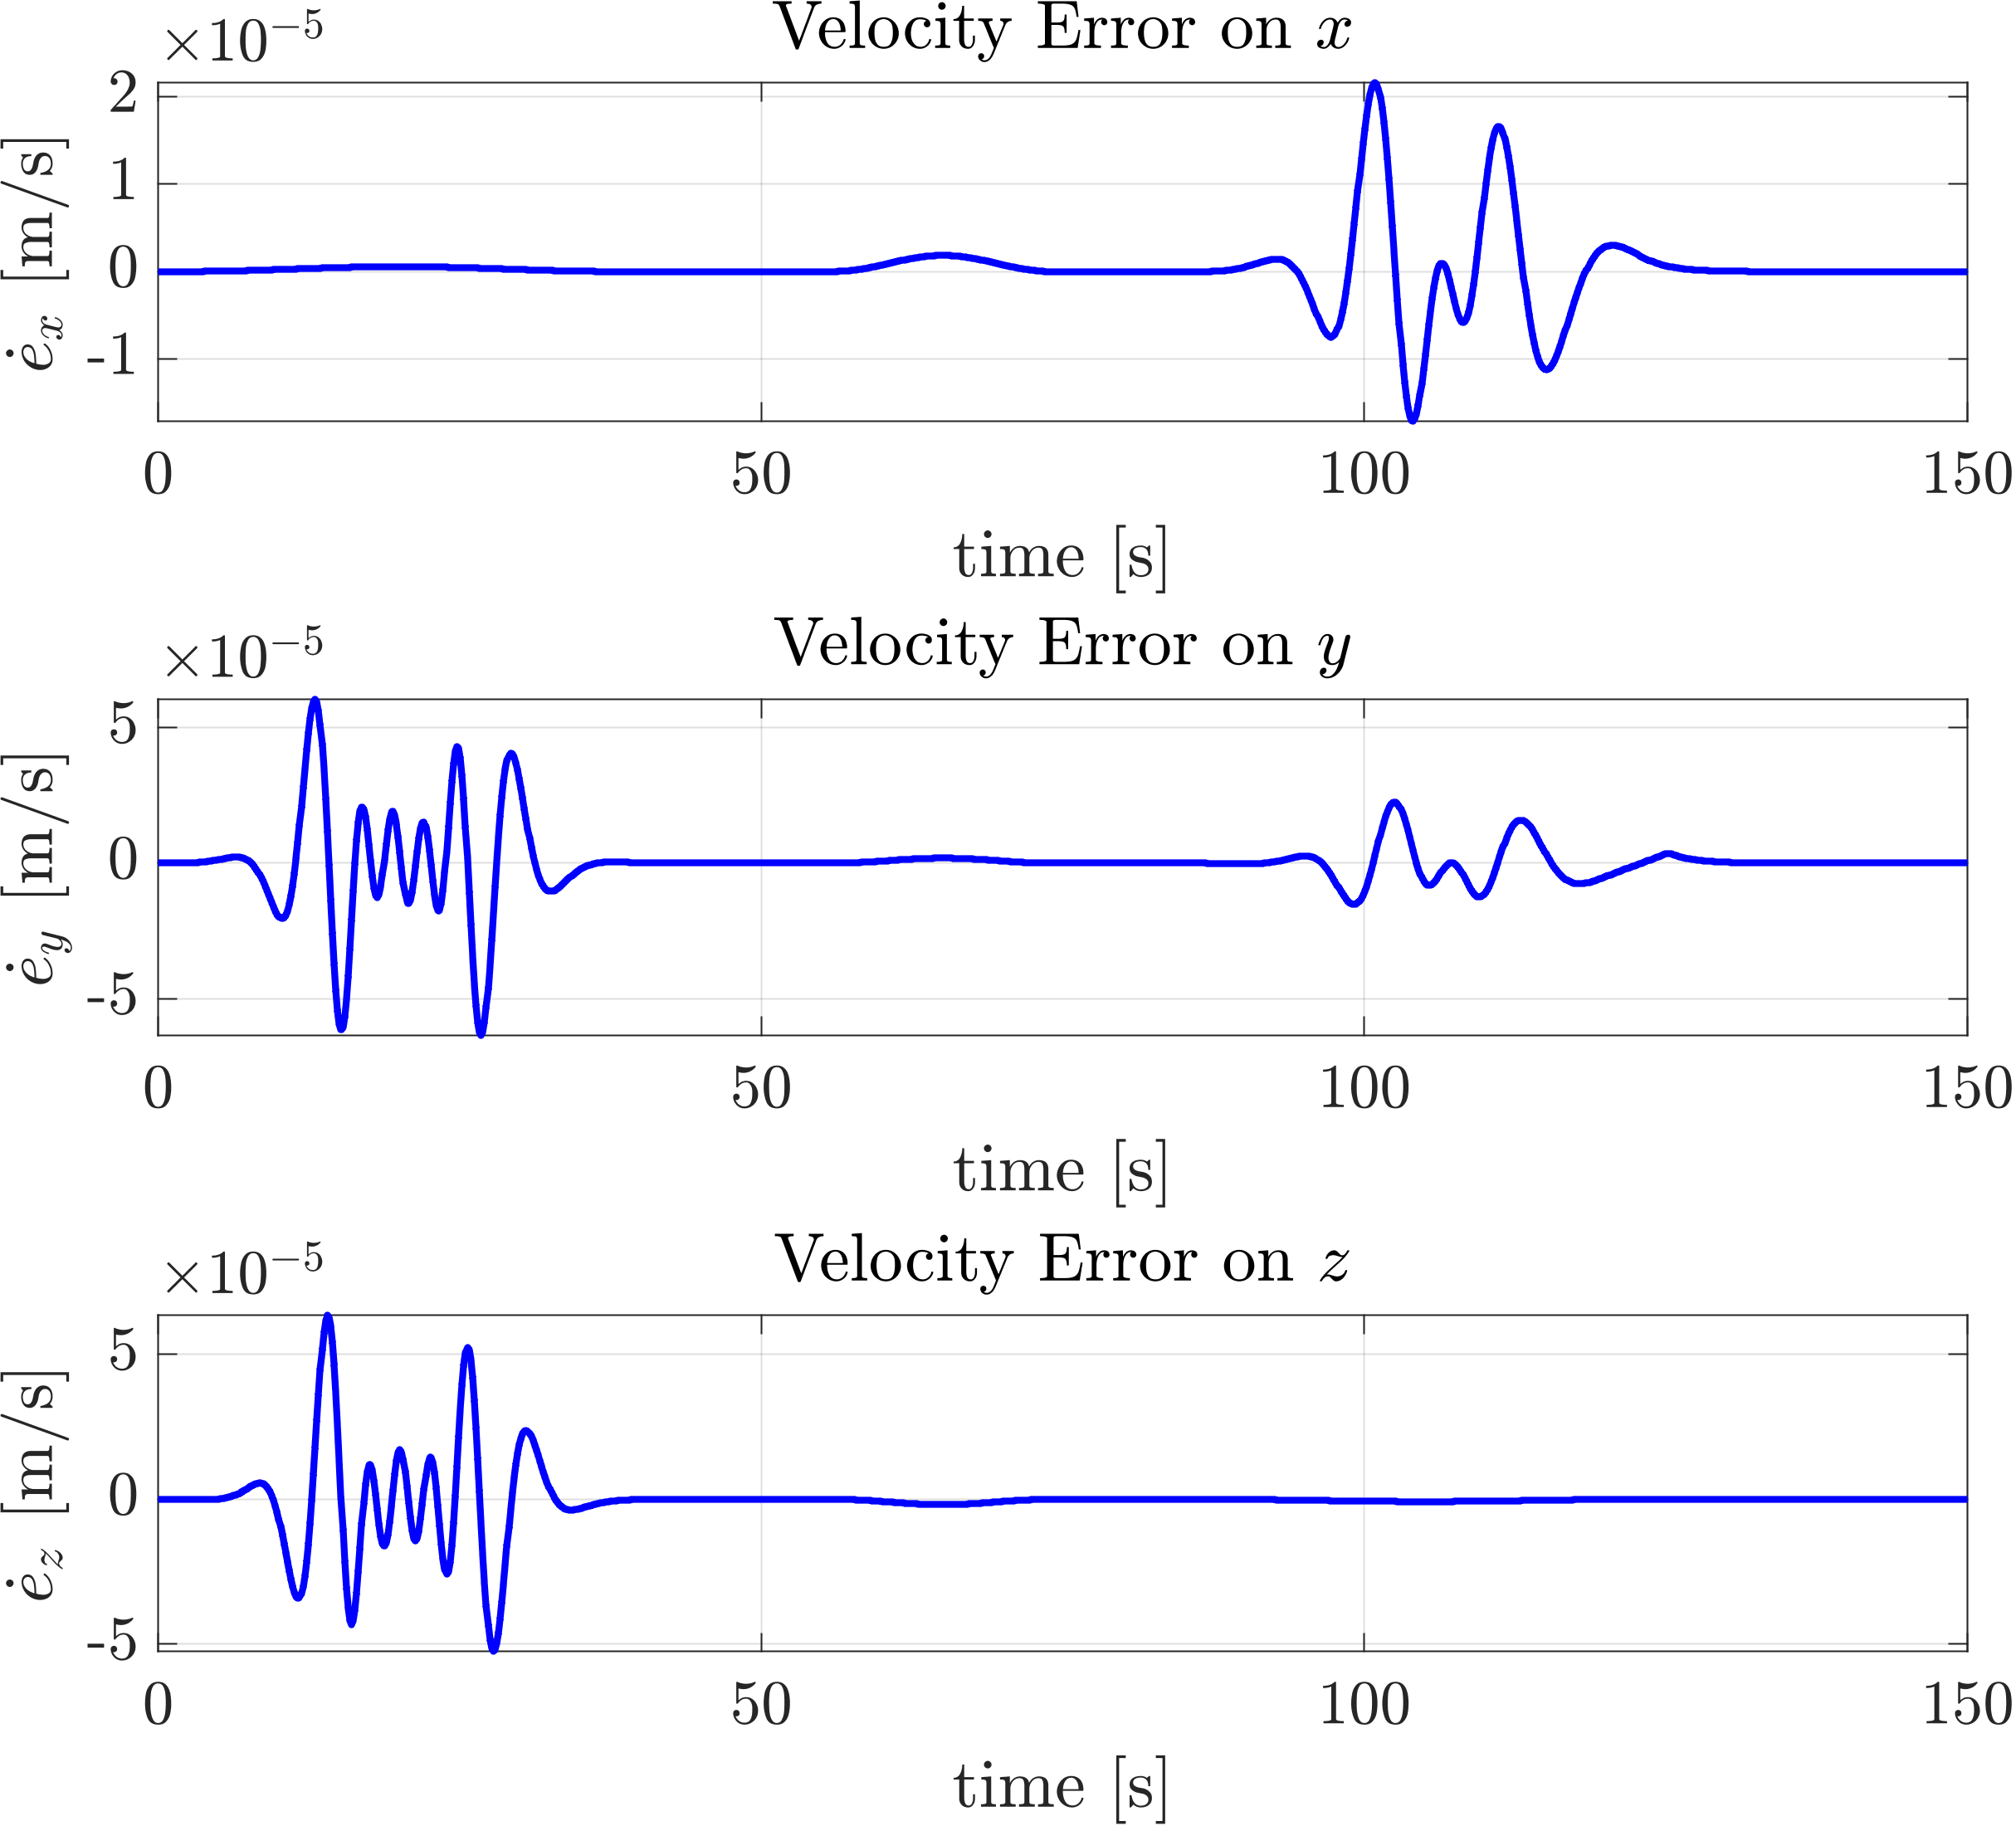 ×10⁻⁵
Velocity Error on x
ėₓ [m/s]
2
1
0
-1
0 50 100 150
time [s]
×10⁻⁵
Velocity Error on y
ė_y [m/s]
5
0
-5
0 50 100 150
time [s]
×10⁻⁵
Velocity Error on z
ė_z [m/s]
5
0
-5
0 50 100 150
time [s]